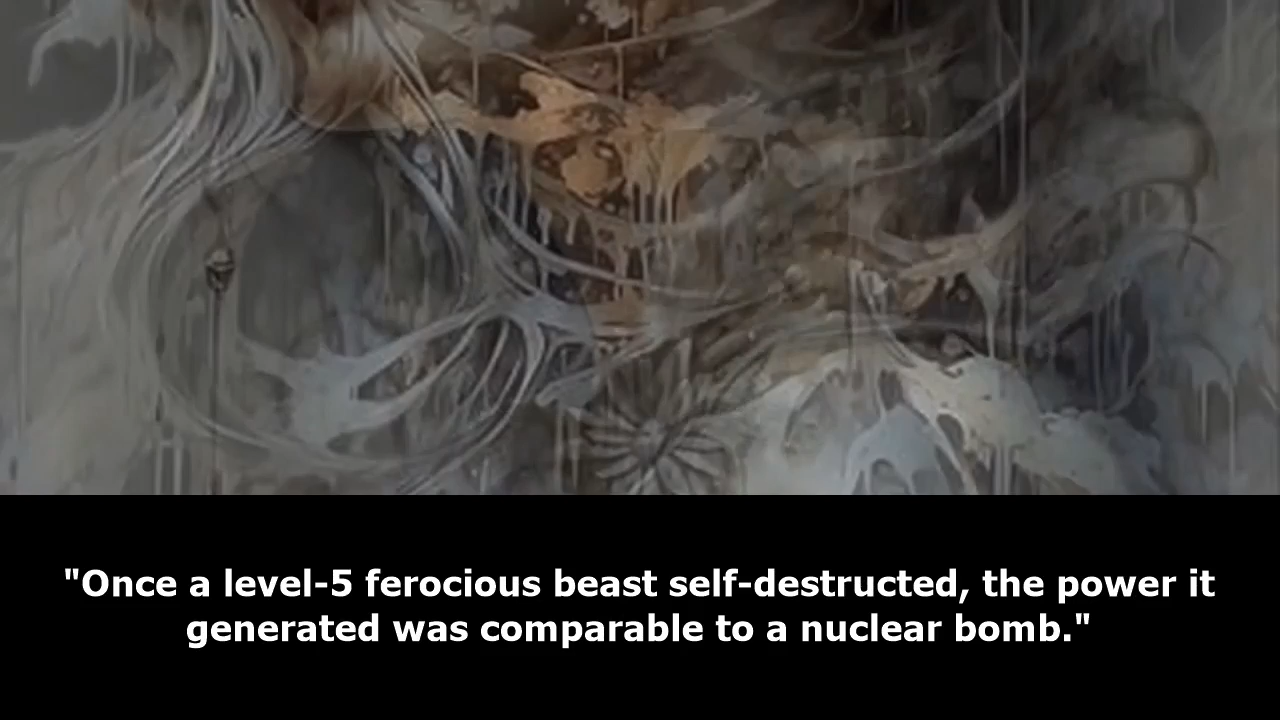 "Once a level-5 ferocious beast self-destructed, the power it
generated was comparable to a nuclear bomb."